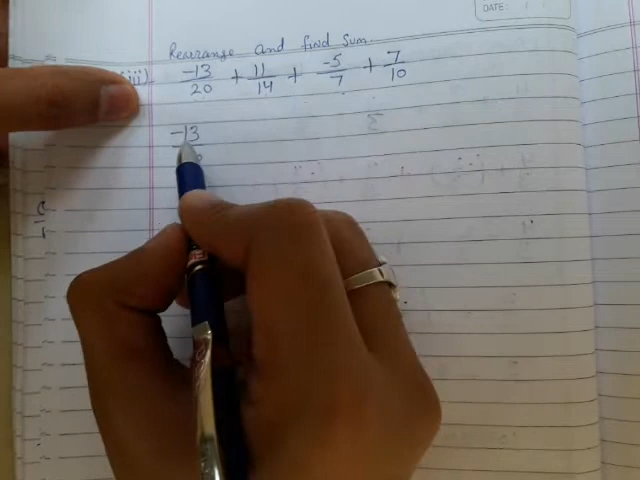 DATE:
Rearrange and find Sum.
(iii) -13/20 + 11/14 + -5/7 + 7/10
-13